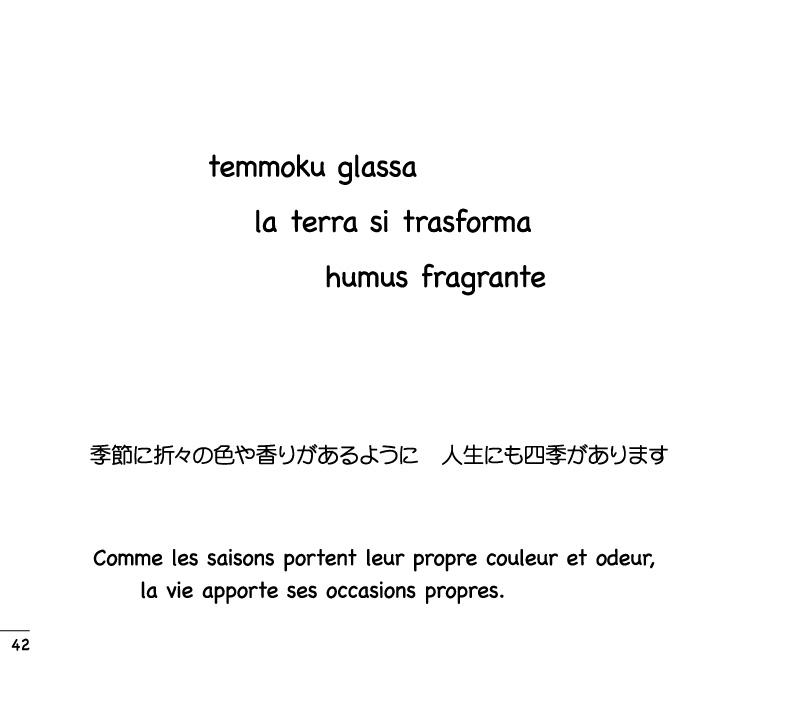 temmoku glassa
la terra si trasforma
humus fragrante
季節に折々の色や香りがあるように　人生にも四季があります
Comme les saisons portent leur propre couleur et odeur,
la vie apporte ses occasions propres.
42